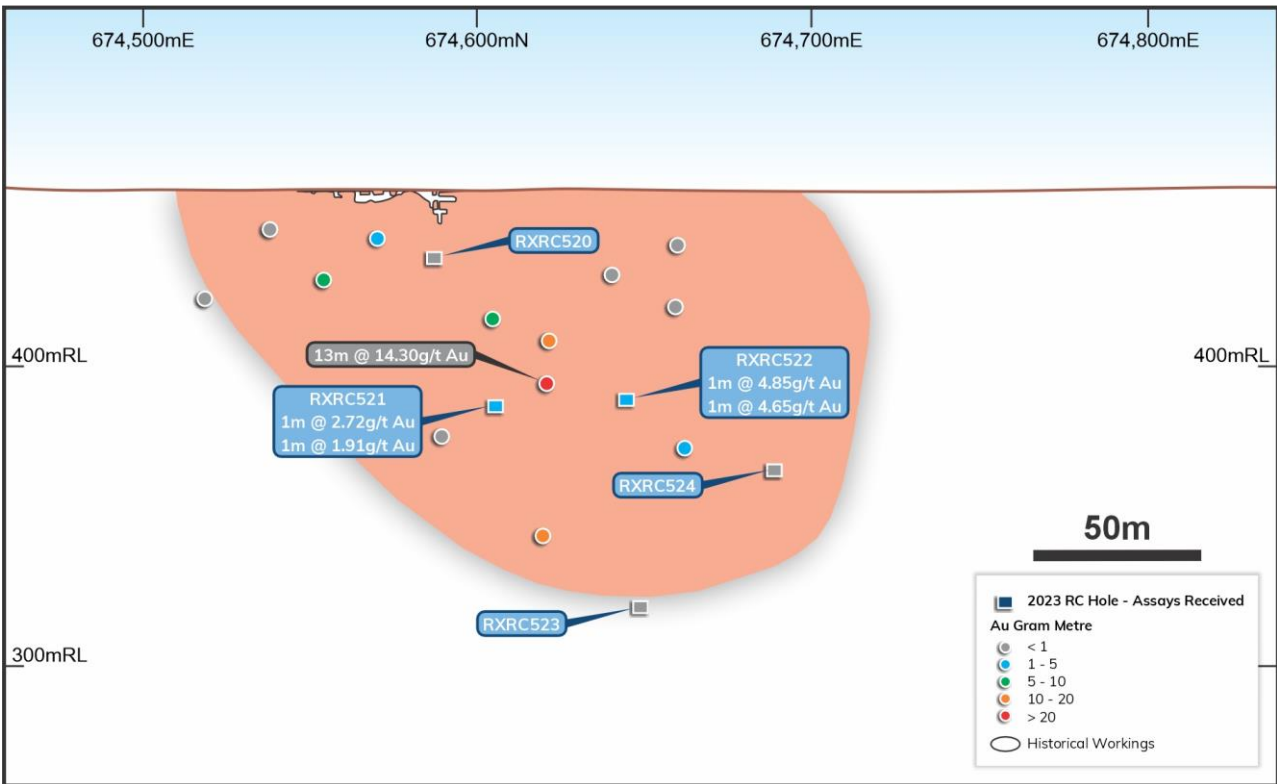 674,500mE
674,600mN
674,700mE
674,800mE
RXRC520
400mRL
400mRL
13m @ 14.30g/t Au
RXRC522
1m @ 4.85g/t Au
1m @ 4.65g/t Au
RXRC521
1m @ 2.72g/t Au
1m @ 1.91g/t Au
RXRC524
50m
RXRC523
300mRL
2023 RC Hole - Assays Received
Au Gram Metre
< 1
1 - 5
5 - 10
10 - 20
> 20
Historical Workings